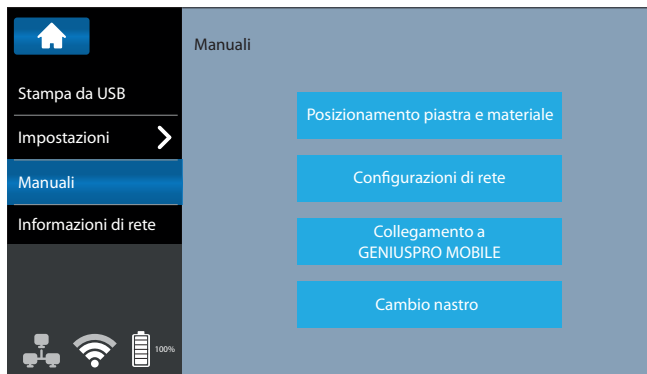 Manuali
Stampa da USB
Impostazioni
Manuali
Informazioni di rete
100%
Posizionamento piastra e materiale
Configurazioni di rete
Collegamento a
GENIUSPRO MOBILE
Cambio nastro